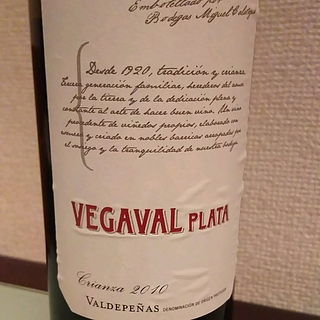 Embotellado por
Bodegas Miguel Cal
Desde 1920, tradición y crianza
Tercera generación familiar, herederos del amor
por la tierra y de la dedicación plena y
constante al arte de hacer buen vino. Un vino
procedente de viñedos propios, elaborado con
esmero y criado en nobles barricas arropados por
el sosiego y la tranquilidad de nuestra bodega.
VEGAVAL PLATA
Crianza 2010
VALDEPEÑAS DENOMINACIÓN DE ORIGEN PROTEGIDA